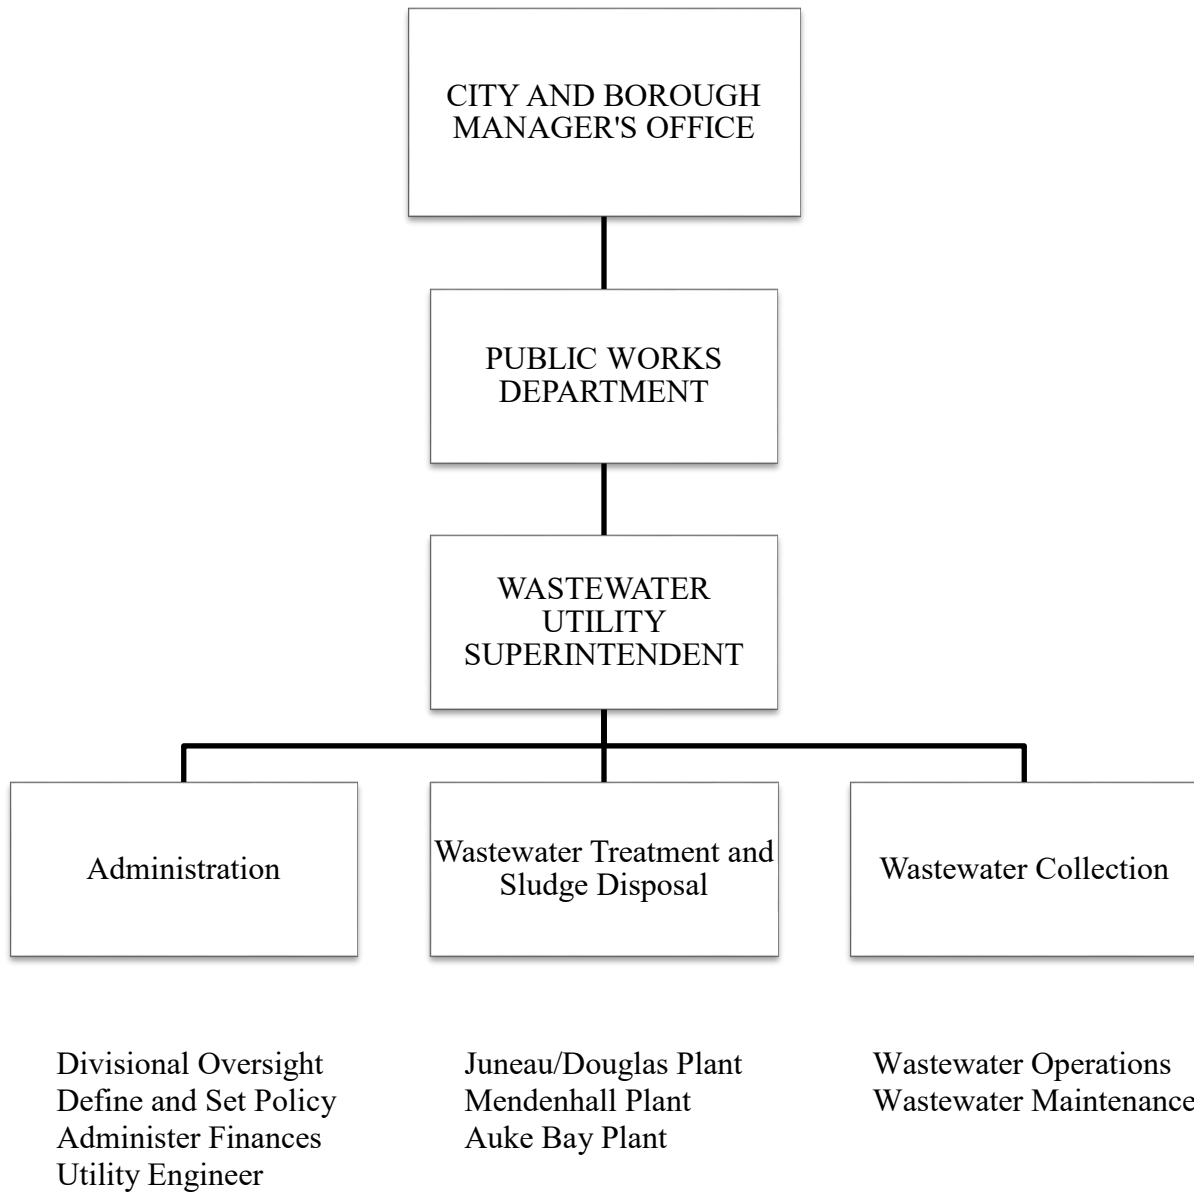 CITY AND BOROUGH
MANAGER'S OFFICE
PUBLIC WORKS
DEPARTMENT
WASTEWATER
UTILITY
SUPERINTENDENT
Administration
Wastewater Treatment and
Sludge Disposal
Wastewater Collection
Divisional Oversight
Define and Set Policy
Administer Finances
Utility Engineer
Juneau/Douglas Plant
Mendenhall Plant
Auke Bay Plant
Wastewater Operations
Wastewater Maintenance